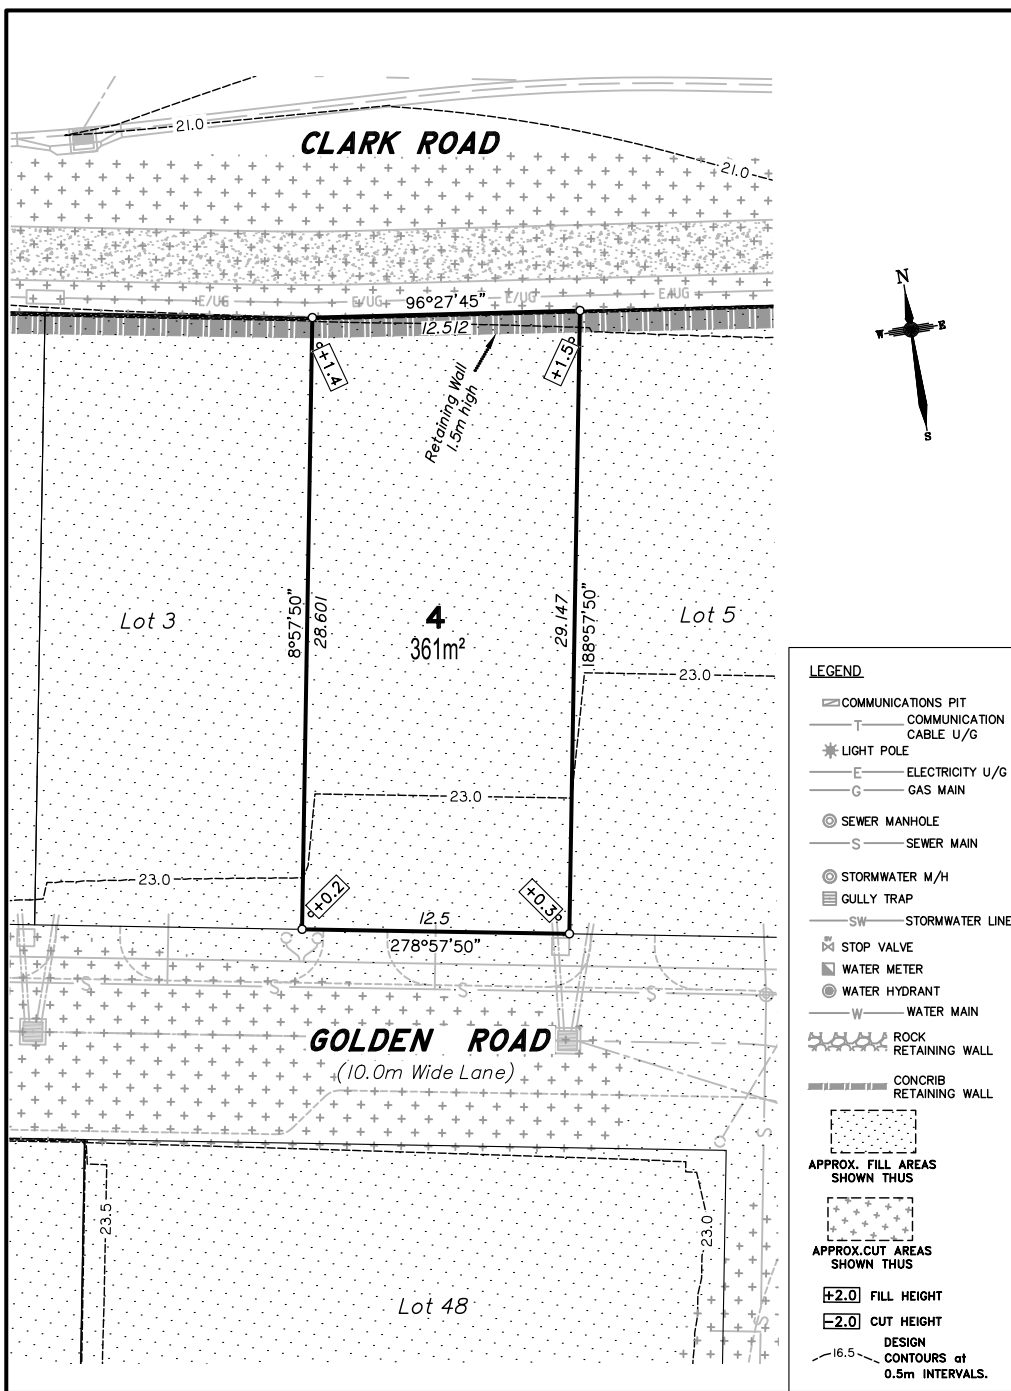 21.0
CLARK ROAD
21.0
N
W E
S
E/UG E/UG E/UG E/UG
96°27'45"
12.512
+1.4
+1.5
Retaining Wall
1.5m high
8°57'50"
28.601
29.147
188°57'50"
Lot 3
4
361m²
Lot 5
23.0
23.0
23.0
+0.2
+0.3
12.5
278°57'50"
S S S S
GOLDEN ROAD
(10.0m Wide Lane)
S
23.5
23.0
Lot 48
S
LEGEND
COMMUNICATIONS PIT
T COMMUNICATION
CABLE U/G
LIGHT POLE
E ELECTRICITY U/G
G GAS MAIN
SEWER MANHOLE
S SEWER MAIN
STORMWATER M/H
GULLY TRAP
SW STORMWATER LINE
SV STOP VALVE
WATER METER
WATER HYDRANT
W WATER MAIN
ROCK
RETAINING WALL
CONCRIB
RETAINING WALL
APPROX. FILL AREAS
SHOWN THUS
APPROX.CUT AREAS
SHOWN THUS
+2.0 FILL HEIGHT
-2.0 CUT HEIGHT
16.5 DESIGN
CONTOURS at
0.5m INTERVALS.